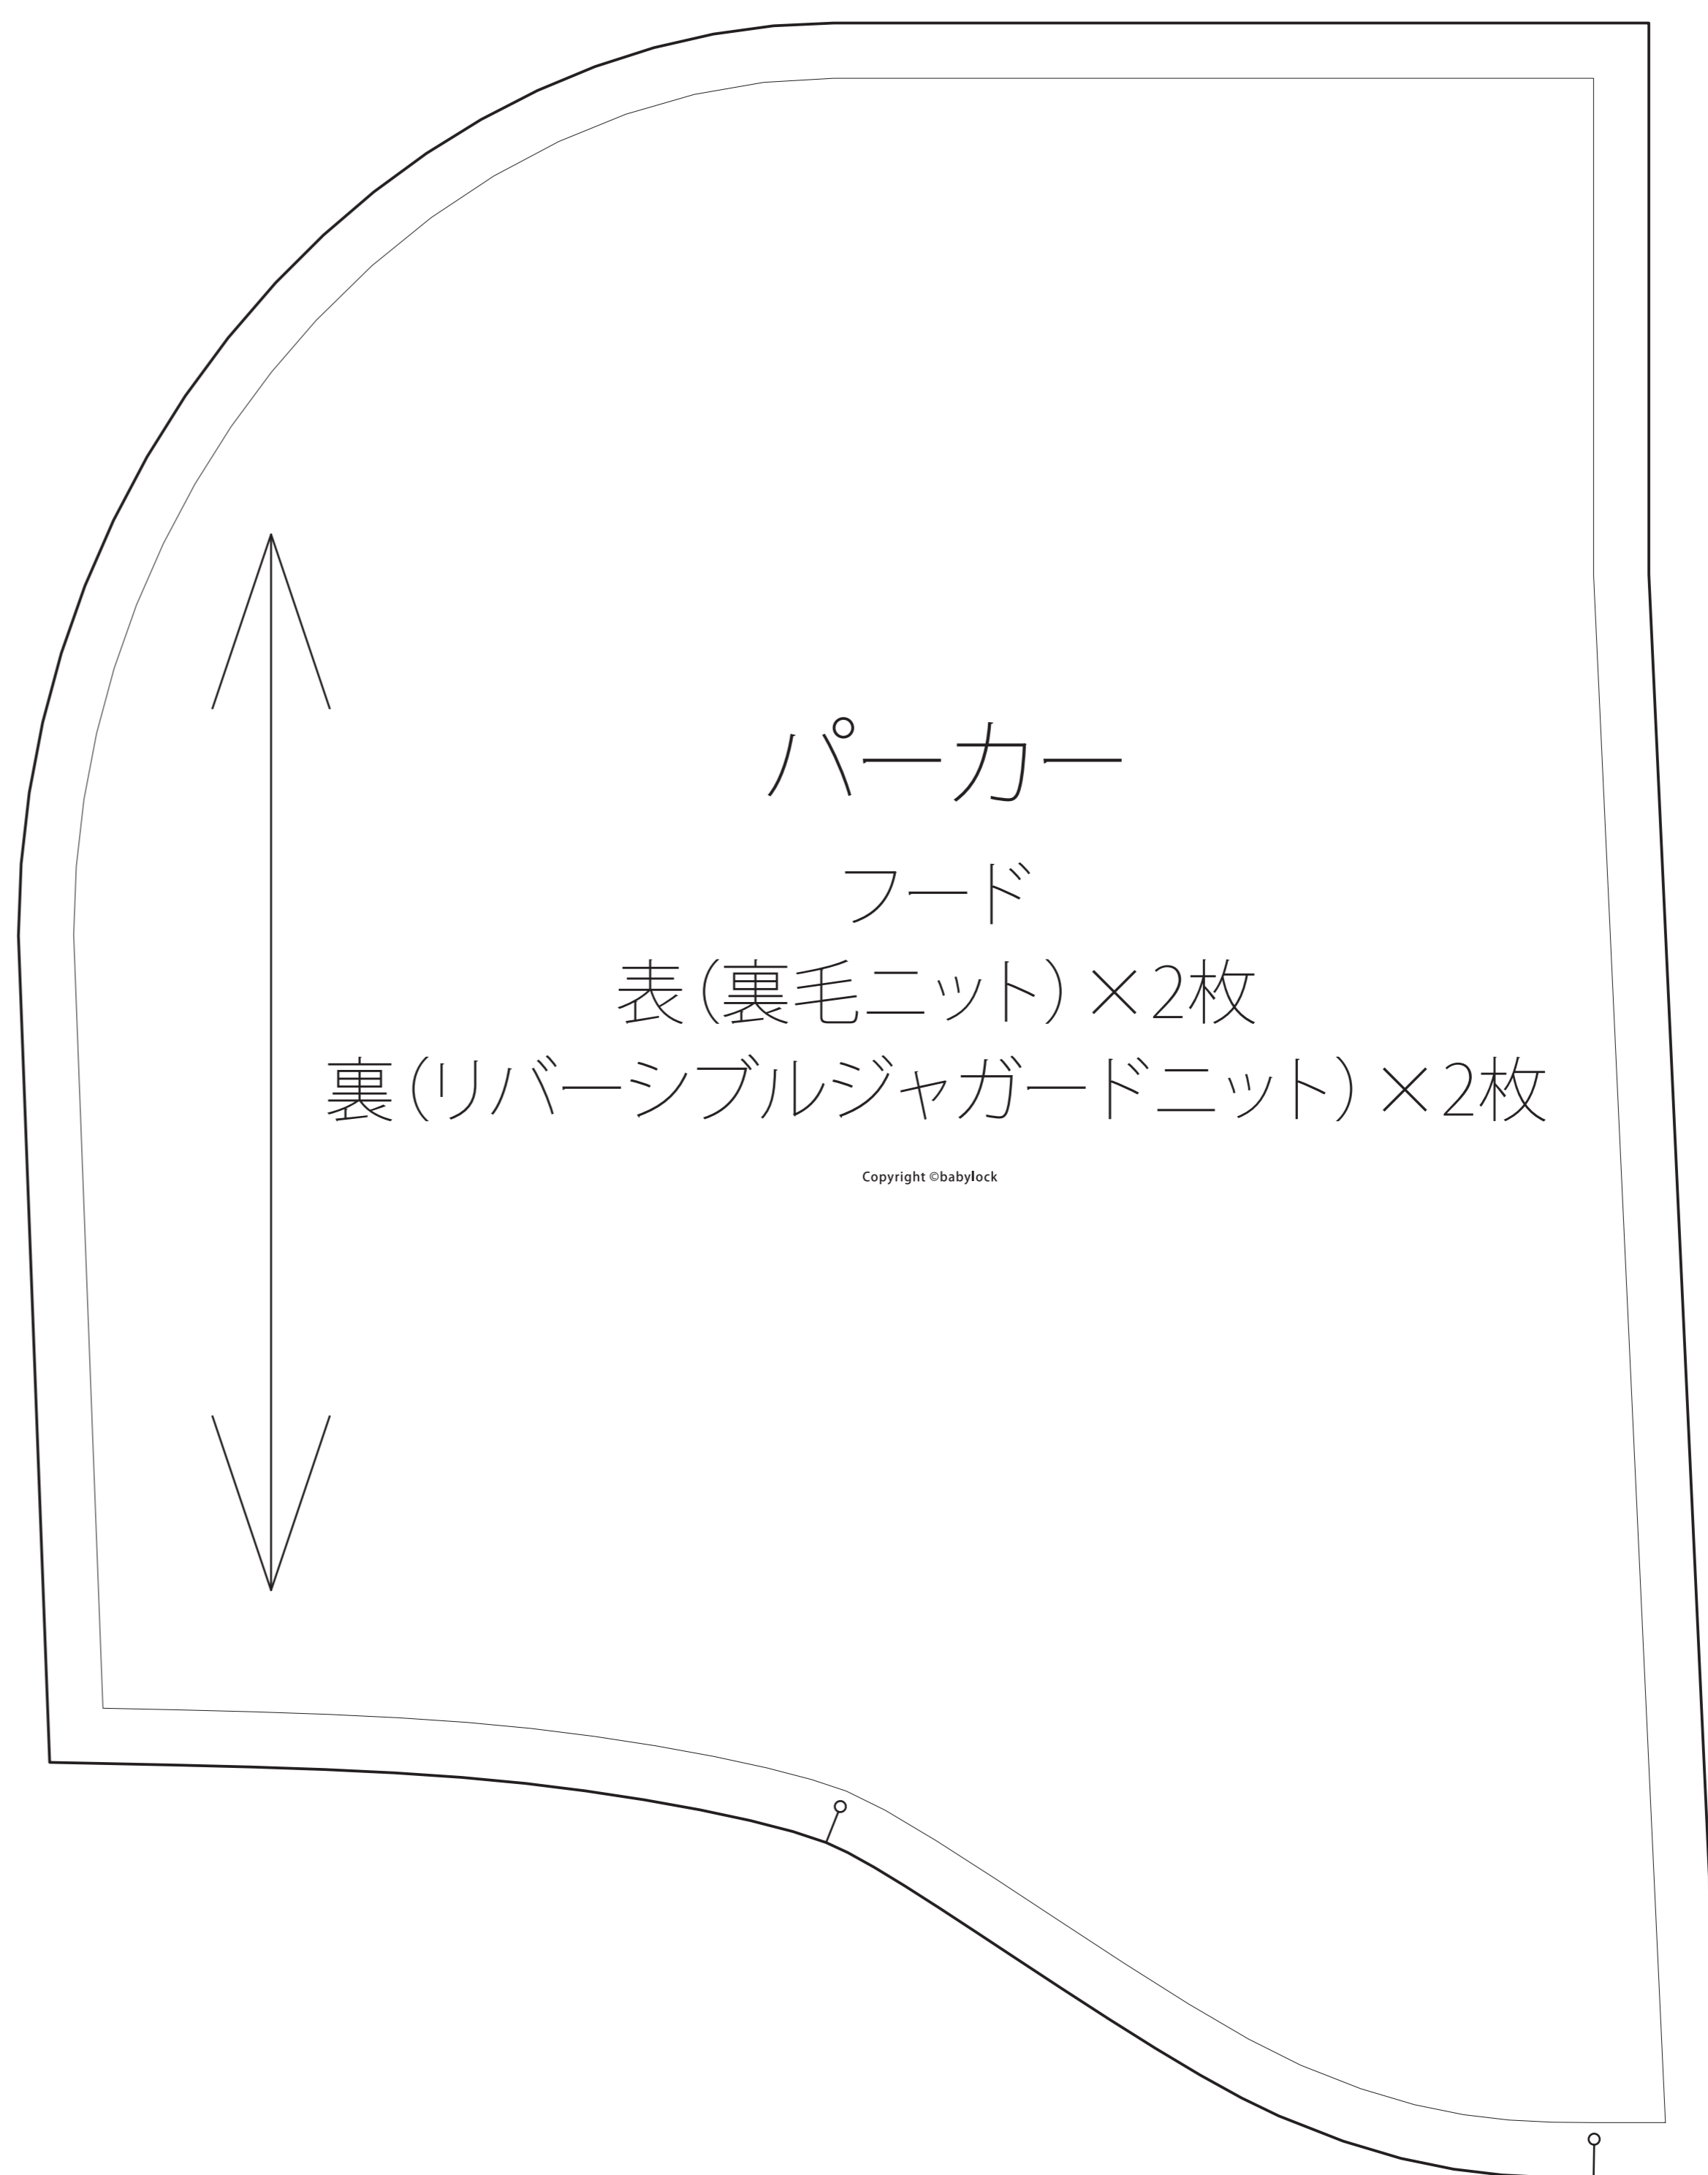 パーカー
フード
表(裏毛ニット)×2枚
裏(リバーシブルジャガードニット)×2枚
Copyright ©babylock